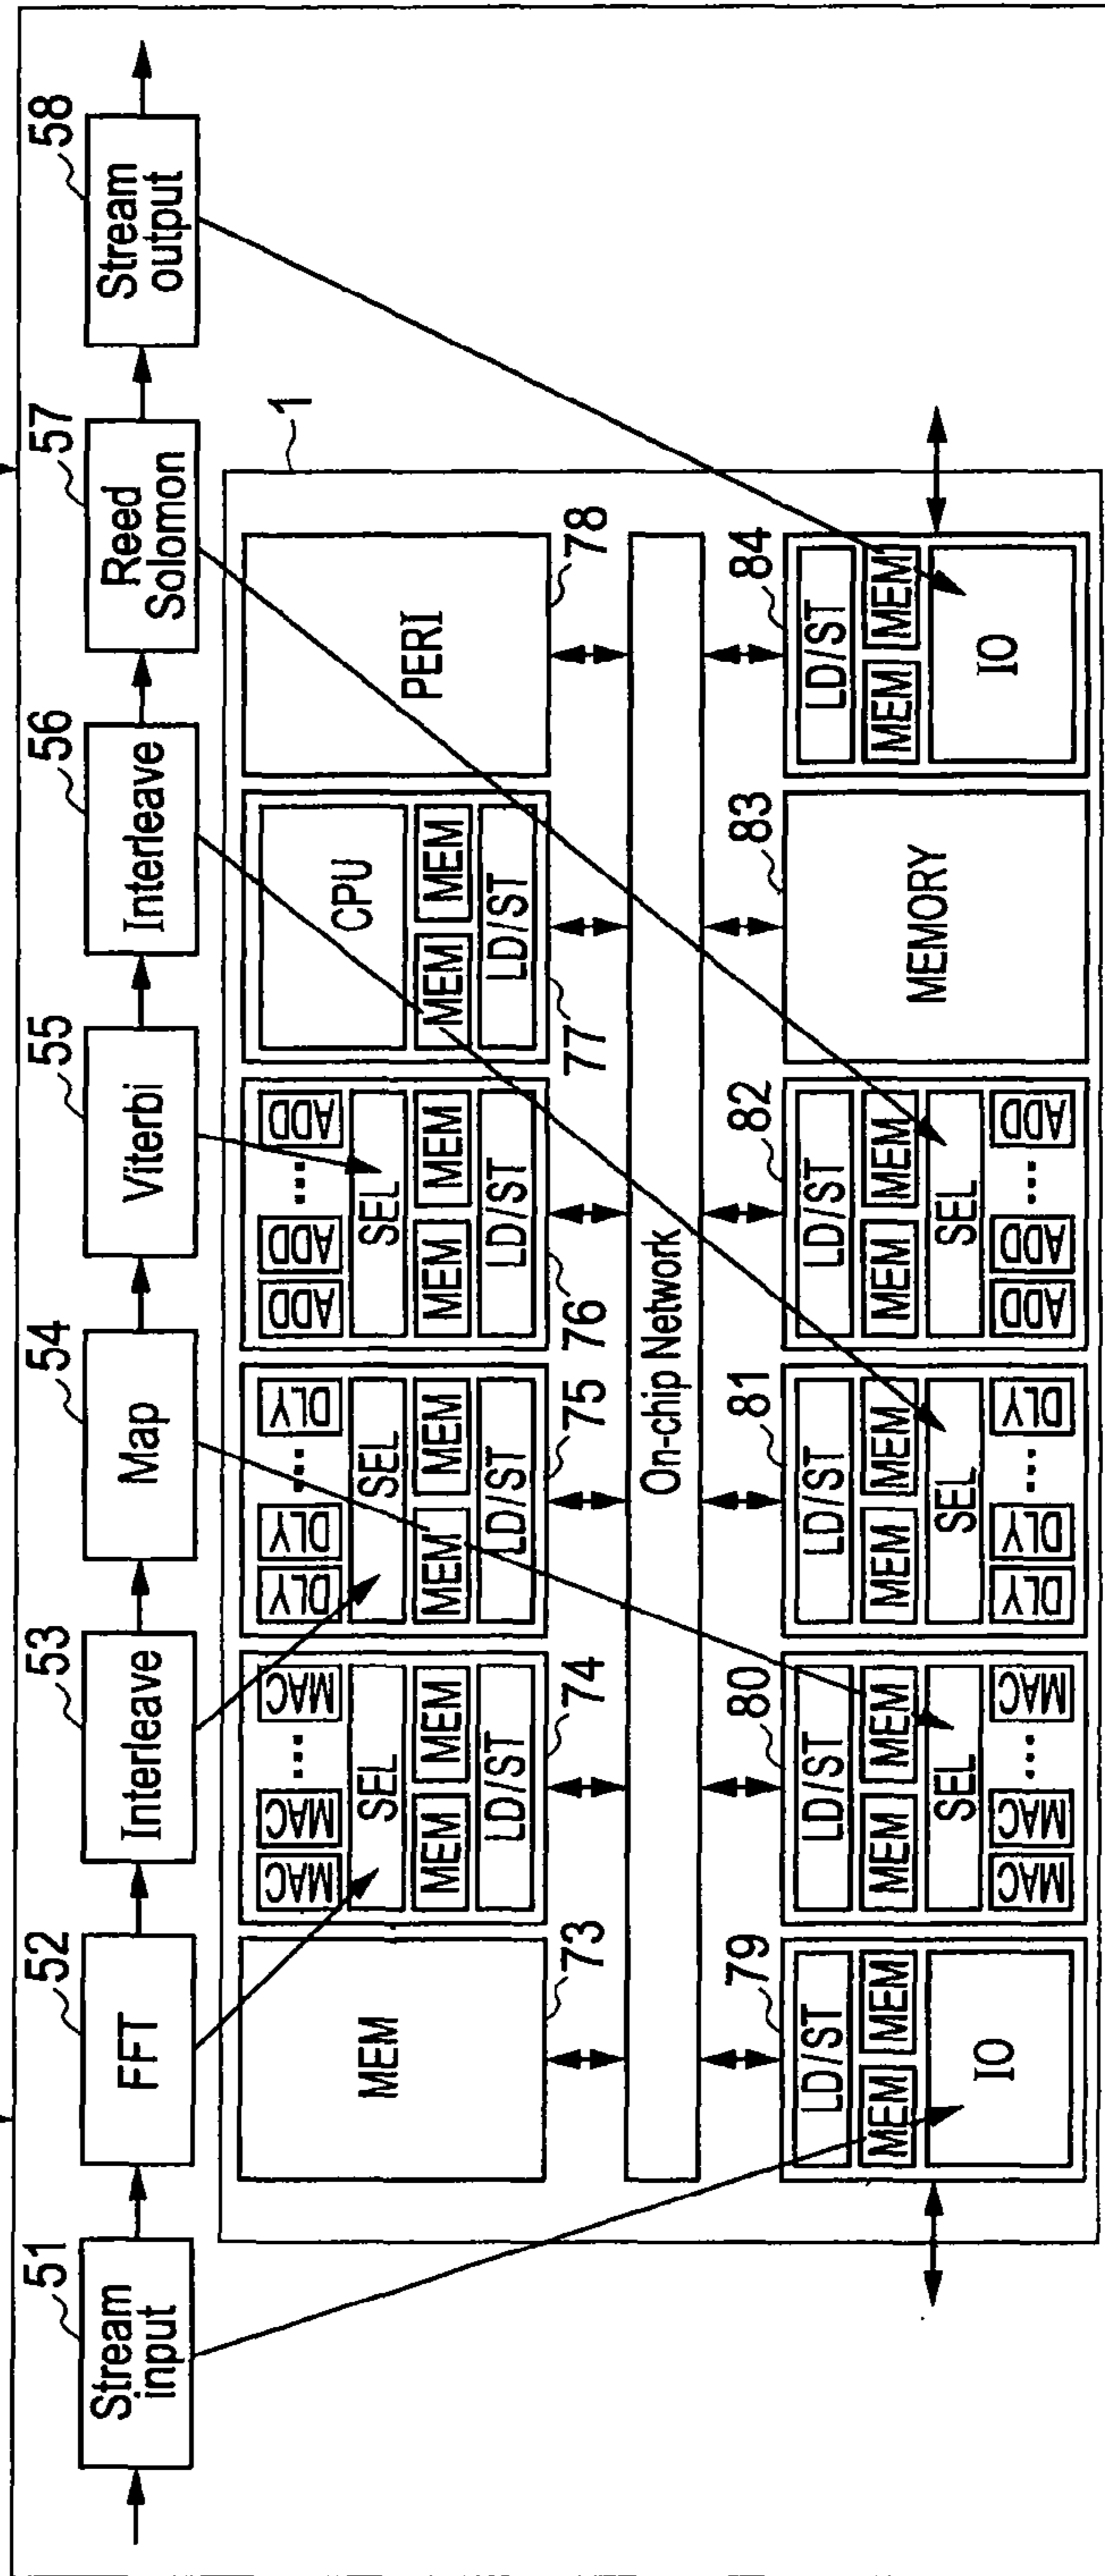 51
52
53
54
55
56
57
58
Stream
input
FFT
Interleave
Map
Viterbi
Interleave
Reed
Solomon
Stream
output
1
MEM
73
MAC MAC ... MAC
SEL
MEM MEM
LD/ST
74
DLY DLY ... DLY
SEL
MEM MEM
LD/ST
75
ADD ADD ... ADD
SEL
MEM MEM
LD/ST
76
CPU
MEM MEM
LD/ST
77
PERI
78
On-chip Network
79
LD/ST
MEM MEM
IO
80
LD/ST
MEM MEM
SEL
MAC MAC ... MAC
81
LD/ST
MEM MEM
SEL
DLY DLY ... DLY
82
LD/ST
MEM MEM
SEL
ADD ADD ... ADD
83
MEMORY
84
LD/ST
MEM MEM
IO